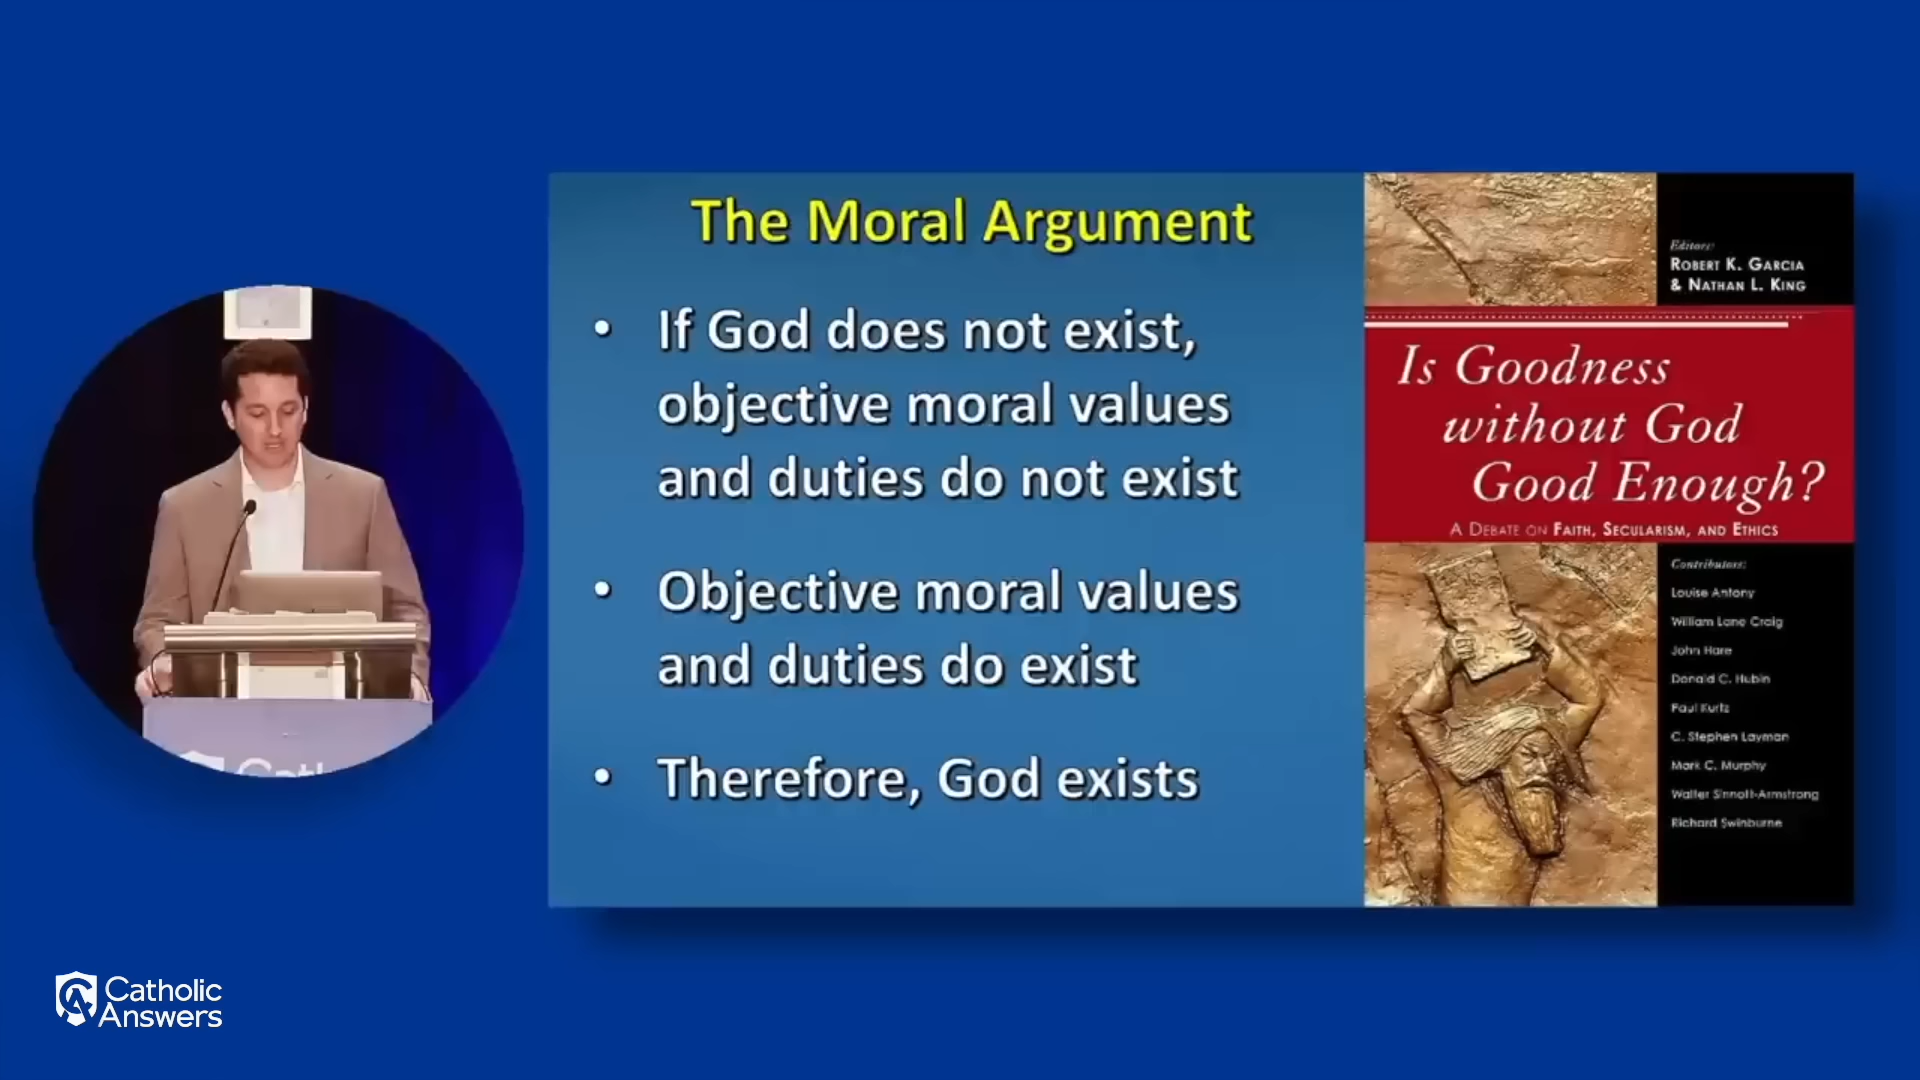 The Moral Argument
• If God does not exist,
objective moral values
and duties do not exist
• Objective moral values
and duties do exist
• Therefore, God exists
Editors:
ROBERT K. GARCIA
& NATHAN L. KING
Is Goodness
without God
Good Enough?
A DEBATE ON FAITH, SECULARISM, AND ETHICS
Contributors:
Louise Antony
William Lane Craig
John Hare
Donald C. Hubin
Paul Kurtz
C. Stephen Layman
Mark C. Murphy
Walter Sinnott-Armstrong
Richard Swinburne
Cath
Catholic
Answers